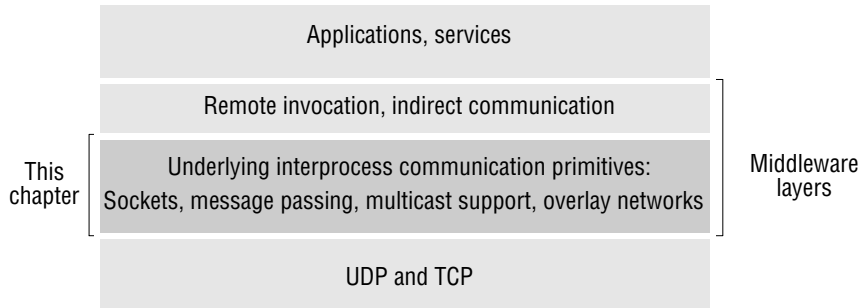 Applications, services
Remote invocation, indirect communication
This
chapter
Underlying interprocess communication primitives:
Sockets, message passing, multicast support, overlay networks
Middleware
layers
UDP and TCP